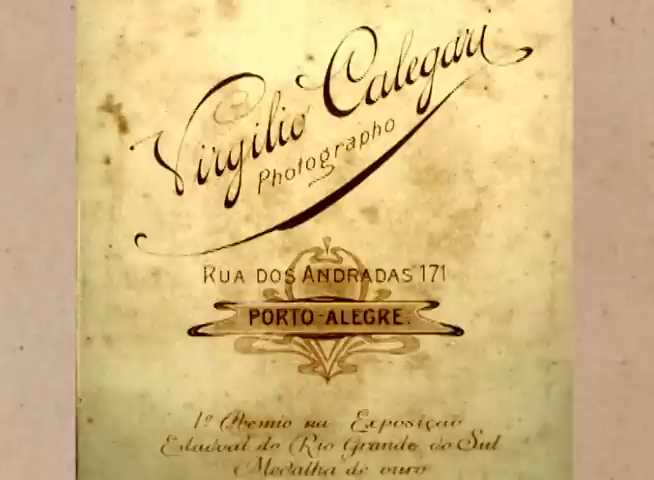 Virgilio Calegari
Photographo
RUA DOS ANDRADAS 171
PORTO-ALEGRE.
1º Premio na Exposição
Estadoal do Rio Grande do Sul
Medalha de ouro